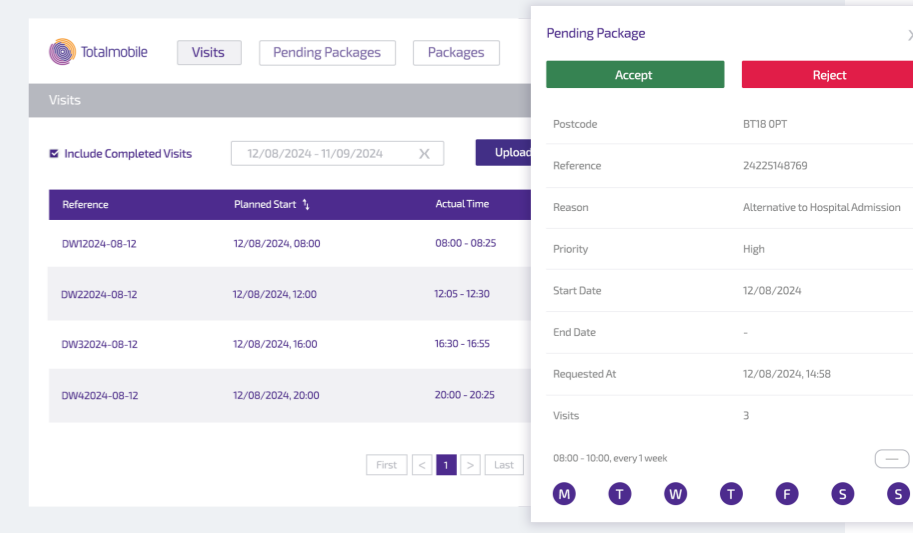 Totalmobile
Visits
Pending Packages
Packages
Visits
Include Completed Visits
12/08/2024 - 11/09/2024 X
Upload
Reference Planned Start Actual Time
DW12024-08-12 12/08/2024, 08:00 08:00 - 08:25
DW22024-08-12 12/08/2024, 12:00 12:05 - 12:30
DW32024-08-12 12/08/2024, 16:00 16:30 - 16:55
DW42024-08-12 12/08/2024, 20:00 20:00 - 20:25
First < 1 > Last
Pending Package
Accept Reject
Postcode BT18 0PT
Reference 24225148769
Reason Alternative to Hospital Admission
Priority High
Start Date 12/08/2024
End Date -
Requested At 12/08/2024, 14:58
Visits 3
08:00 - 10:00, every 1 week
M T W T F S S